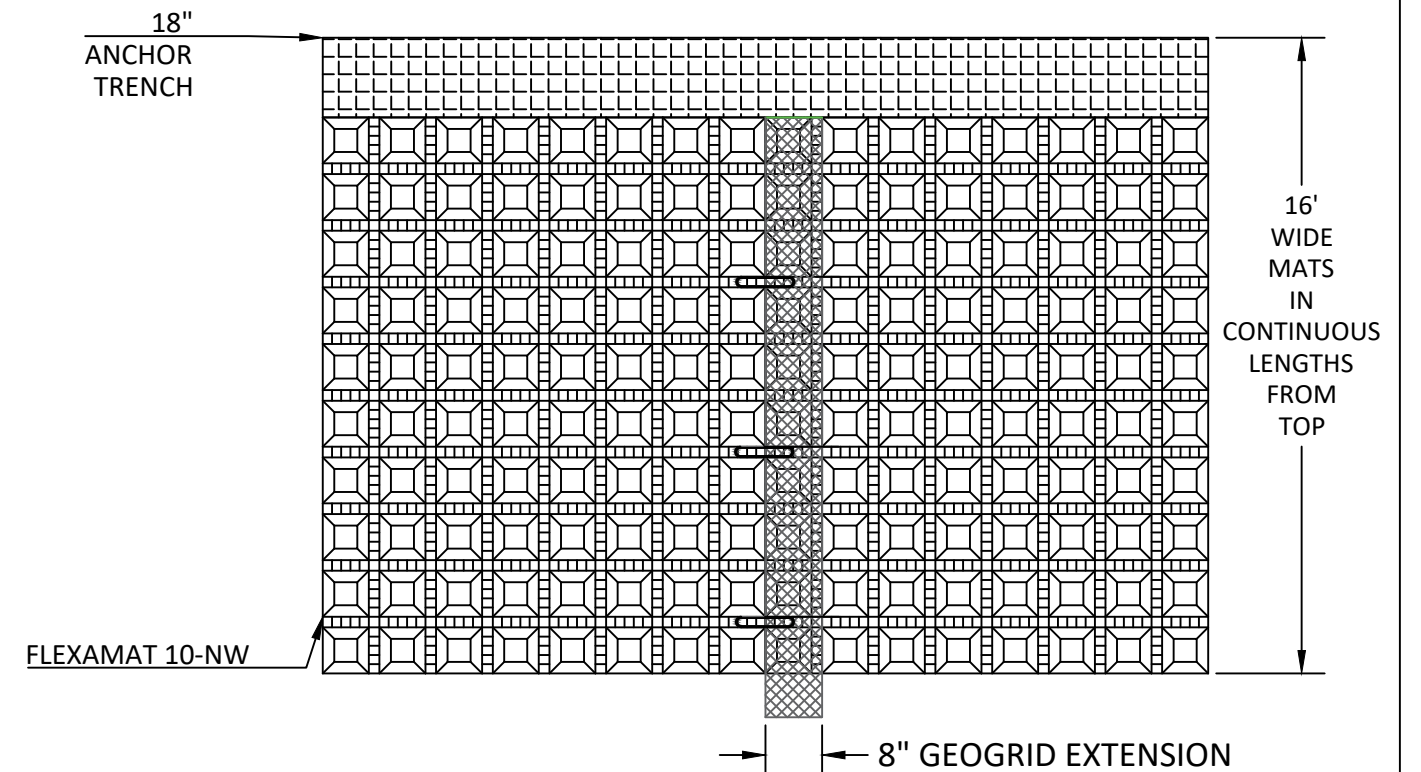 18"
ANCHOR
TRENCH
16'
WIDE
MATS
IN
CONTINUOUS
LENGTHS
FROM
TOP
FLEXAMAT 10-NW
8" GEOGRID EXTENSION